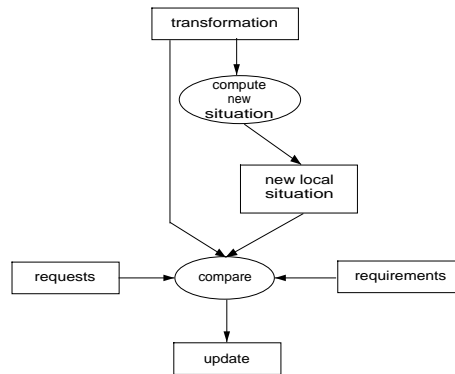 transformation
compute
new
situation
new local
situation
requests
compare
requirements
update